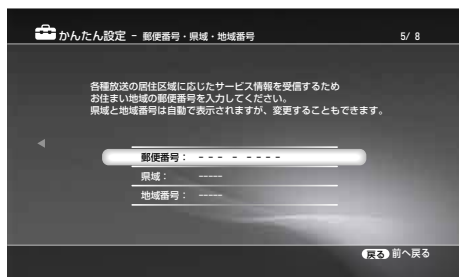 かんたん設定 - 郵便番号・県域・地域番号 5/ 8
各種放送の居住区域に応じたサービス情報を受信するため
お住まい地域の郵便番号を入力してください。
県域と地域番号は自動で表示されますが、変更することもできます。
郵便番号： - - - - - - - -
県域： -----
地域番号： -----
戻る 前へ戻る